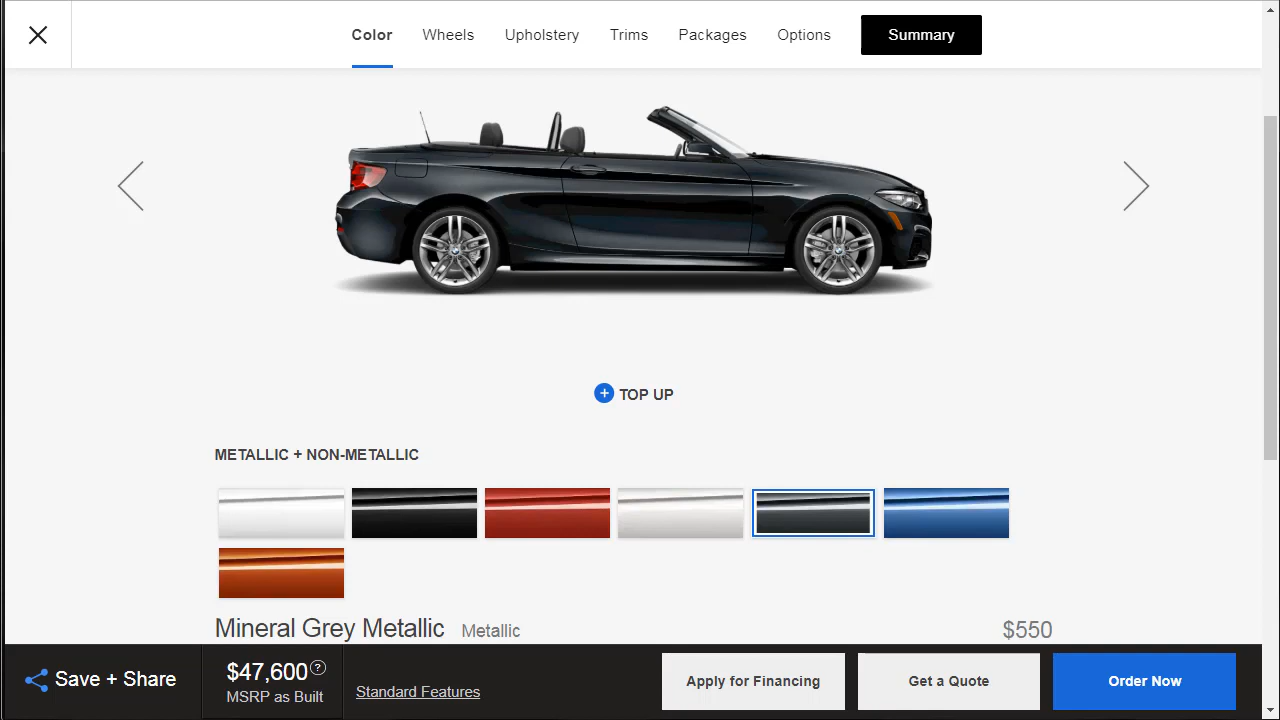 Color Wheels Upholstery Trims Packages Options Summary
TOP UP
METALLIC + NON-METALLIC
Mineral Grey Metallic Metallic $550
Save + Share
$47,600 ?
MSRP as Built
Standard Features
Apply for Financing
Get a Quote
Order Now